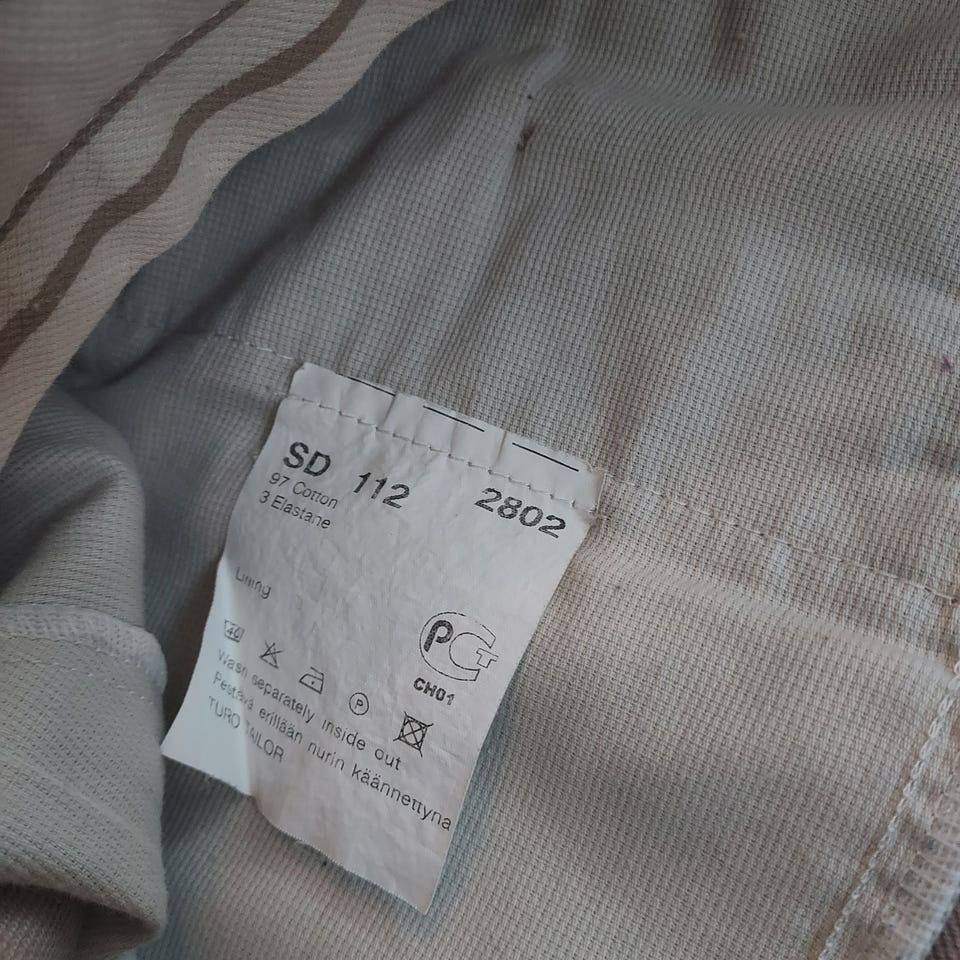 SD 112 2802
97 Cotton
3 Elastane
Lining
PCT
CH01
40
P
Wash separately inside out
Pestävä erillään nurin käännettynä
TURO TAILOR